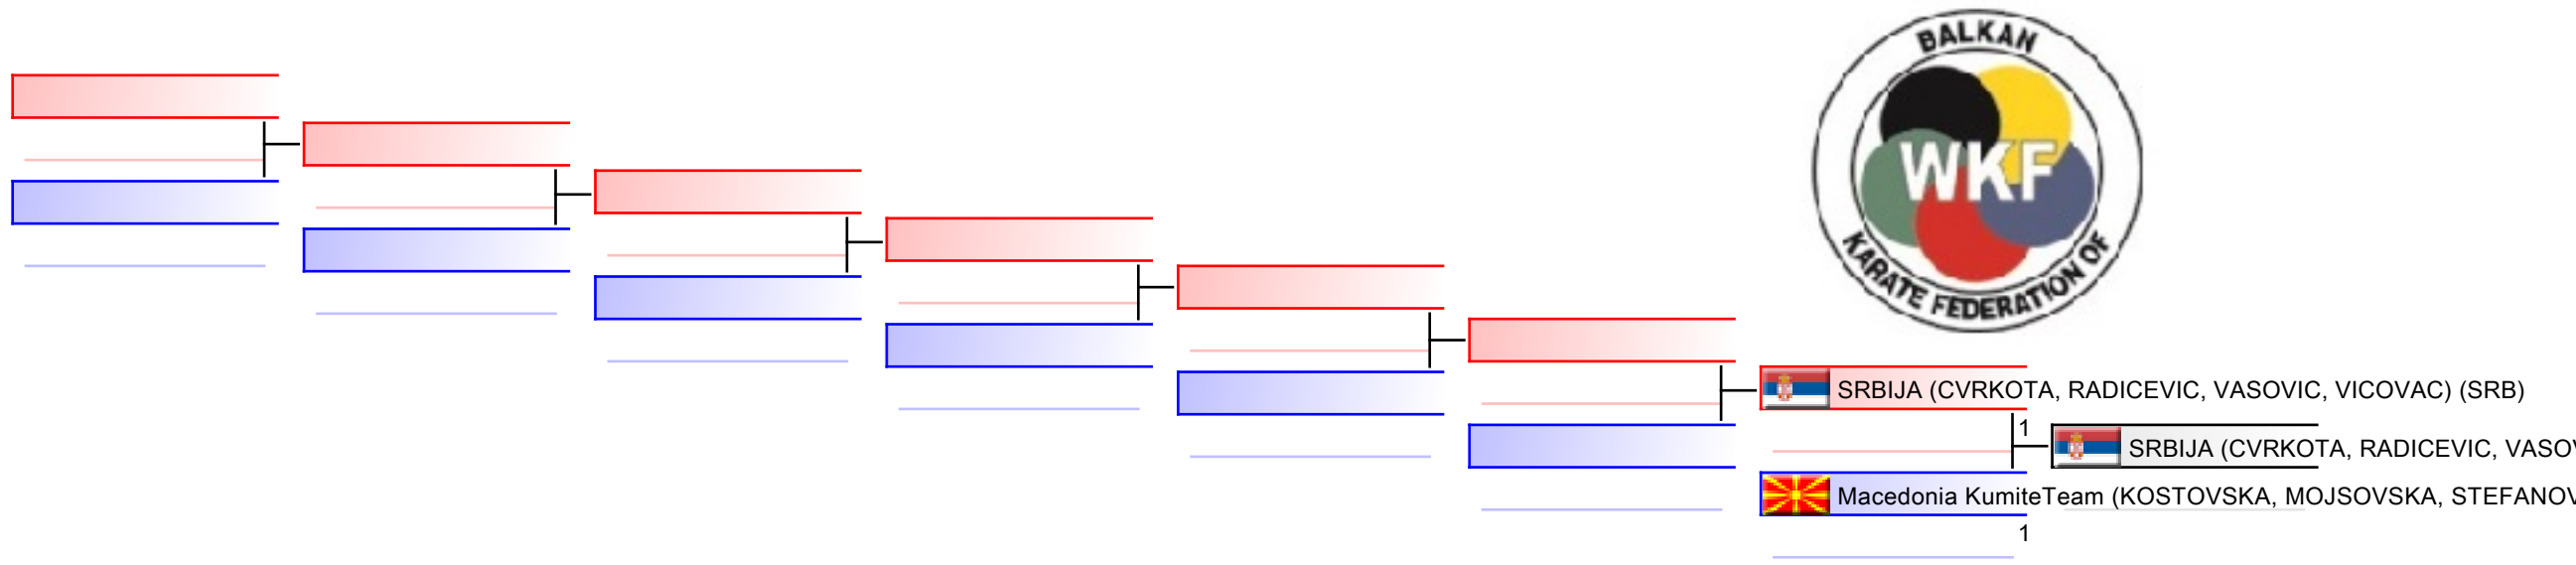 BALKAN
WKF
KARATE FEDERATION OF
SRBIJA (CVRKOTA, RADICEVIC, VASOVIC, VICOVAC) (SRB)
1
SRBIJA (CVRKOTA, RADICEVIC, VASOV
Macedonia KumiteTeam (KOSTOVSKA, MOJSOVSKA, STEFANOV
1